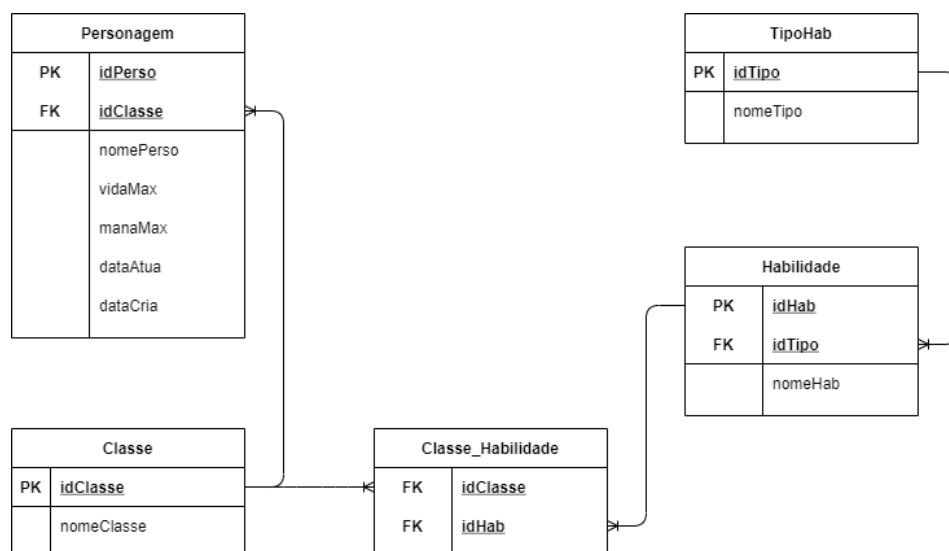 Personagem
PK idPerso
FK idClasse
nomePerso
vidaMax
manaMax
dataAtua
dataCria
TipoHab
PK idTipo
nomeTipo
Habilidade
PK idHab
FK idTipo
nomeHab
Classe
PK idClasse
nomeClasse
Classe_Habilidade
FK idClasse
FK idHab